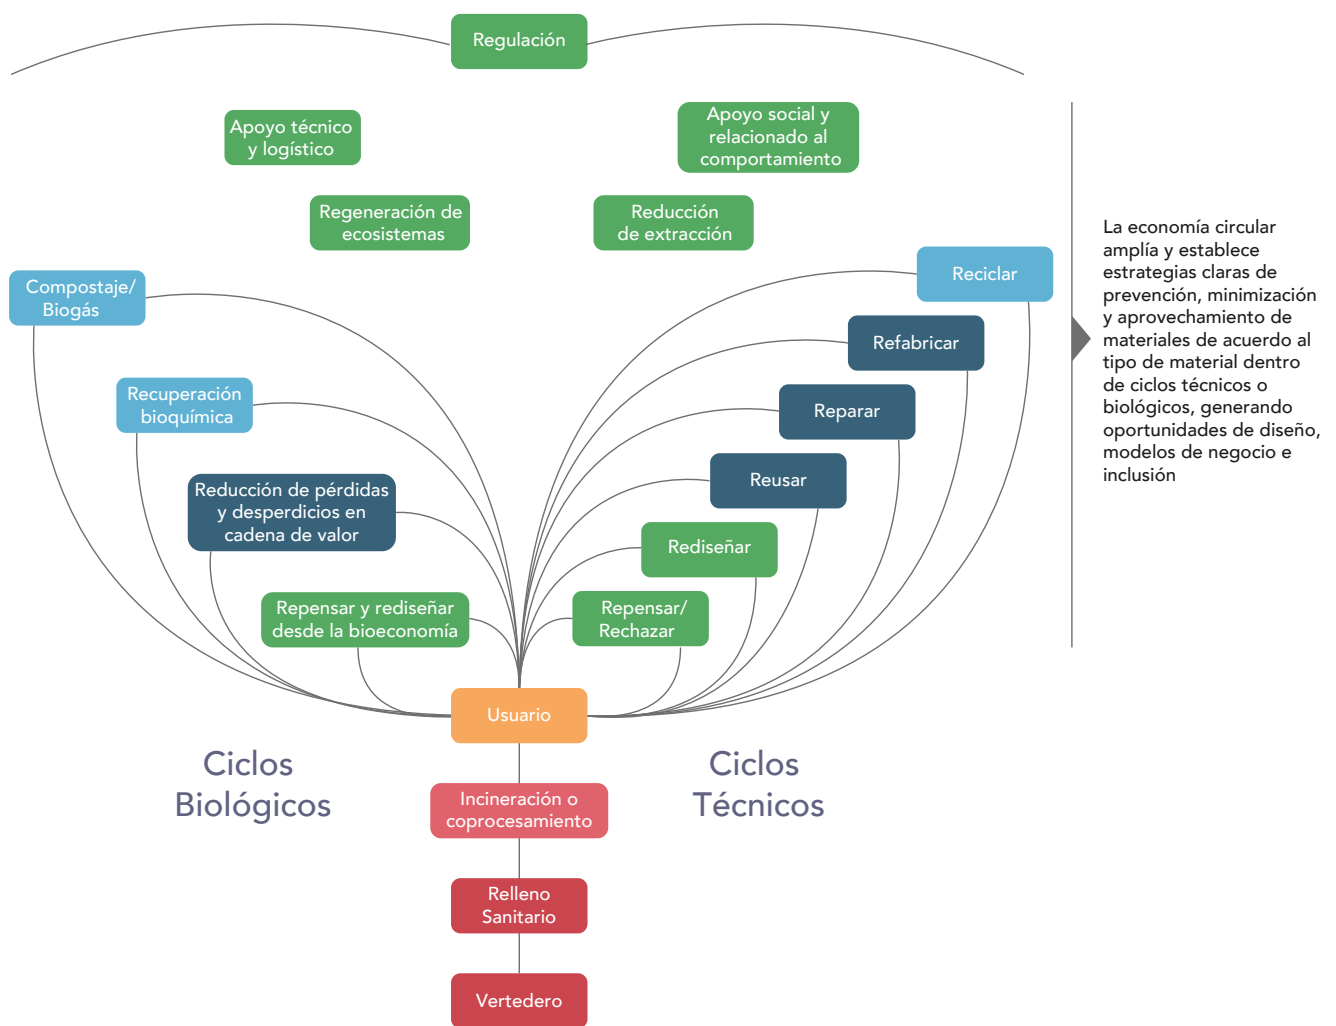 Regulación
Apoyo técnico
y logístico
Apoyo social y
relacionado al
comportamiento
Regeneración de
ecosistemas
Reducción
de extracción
Compostaje/
Biogás
Reciclar
Refabricar
Recuperación
bioquímica
Reparar
Reducción de pérdidas
y desperdicios en
cadena de valor
Reusar
Rediseñar
Repensar y rediseñar
desde la bioeconomía
Repensar/
Rechazar
Usuario
Ciclos
Biológicos
Ciclos
Técnicos
Incineración o
coprocesamiento
Relleno
Sanitario
Vertedero
La economía circular
amplía y establece
estrategias claras de
prevención, minimización
y aprovechamiento de
materiales de acuerdo al
tipo de material dentro
de ciclos técnicos o
biológicos, generando
oportunidades de diseño,
modelos de negocio e
inclusión